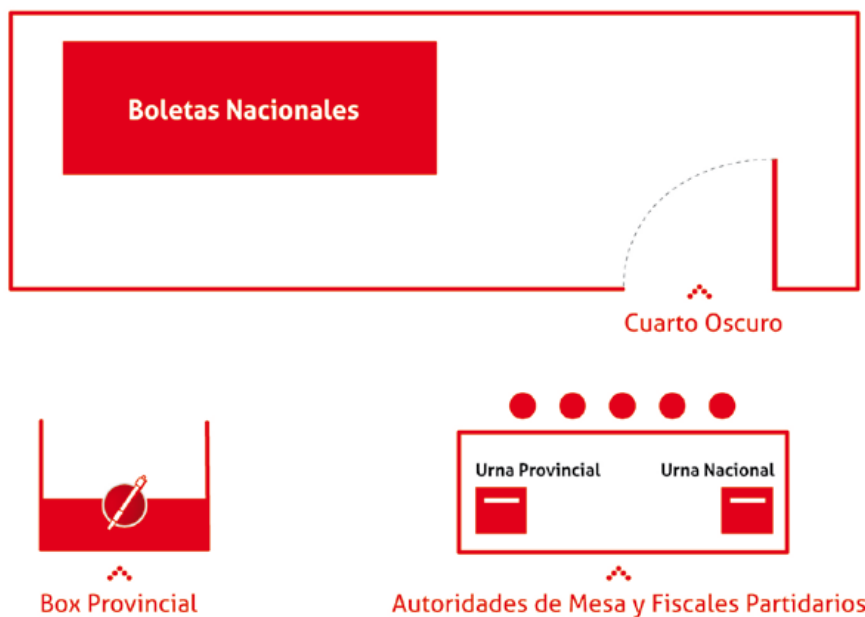 Boletas Nacionales
Cuarto Oscuro
Urna Provincial
Urna Nacional
Box Provincial
Autoridades de Mesa y Fiscales Partidarios